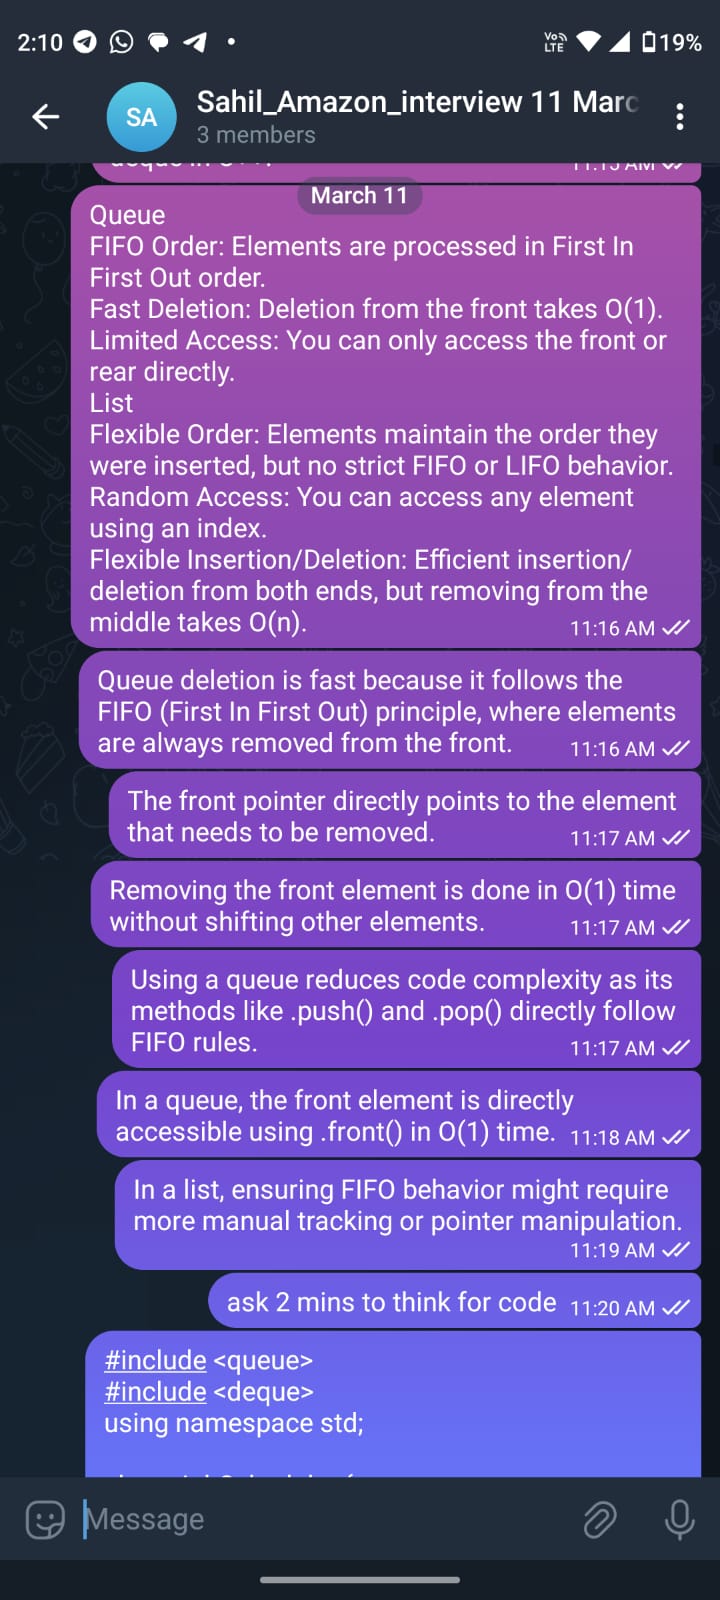 2:10
Vo))
LTE
19%
SA
Sahil_Amazon_interview 11 Marc
3 members
deque in C++.
11:15 AM
March 11
Queue
FIFO Order: Elements are processed in First In
First Out order.
Fast Deletion: Deletion from the front takes O(1).
Limited Access: You can only access the front or
rear directly.
List
Flexible Order: Elements maintain the order they
were inserted, but no strict FIFO or LIFO behavior.
Random Access: You can access any element
using an index.
Flexible Insertion/Deletion: Efficient insertion/
deletion from both ends, but removing from the
middle takes O(n).
11:16 AM
Queue deletion is fast because it follows the
FIFO (First In First Out) principle, where elements
are always removed from the front.
11:16 AM
The front pointer directly points to the element
that needs to be removed.
11:17 AM
Removing the front element is done in O(1) time
without shifting other elements.
11:17 AM
Using a queue reduces code complexity as its
methods like .push() and .pop() directly follow
FIFO rules.
11:17 AM
In a queue, the front element is directly
accessible using .front() in O(1) time.
11:18 AM
In a list, ensuring FIFO behavior might require
more manual tracking or pointer manipulation.
11:19 AM
ask 2 mins to think for code
11:20 AM
#include <queue>
#include <deque>
using namespace std;
Message